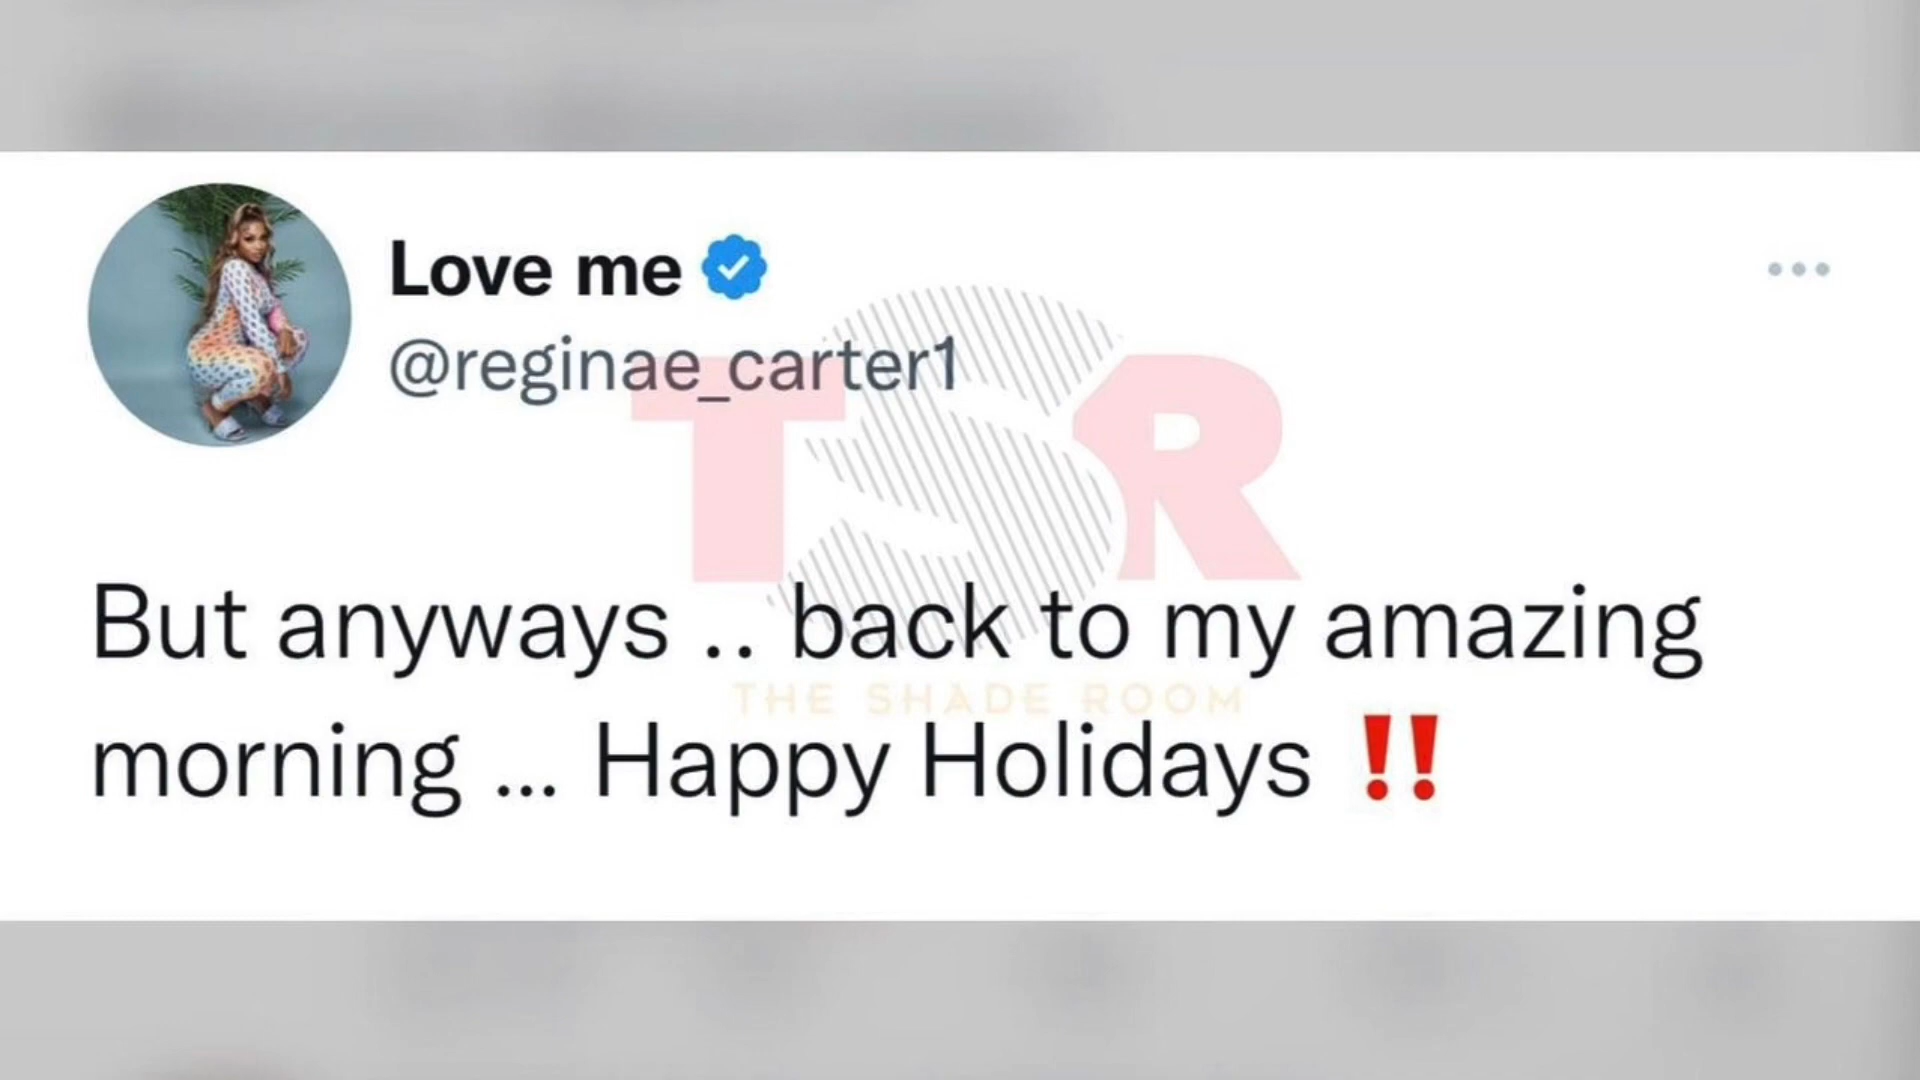 Love me
@reginae_carter1
TSR
But anyways .. back to my amazing
THE SHADE ROOM
morning ... Happy Holidays ‼️